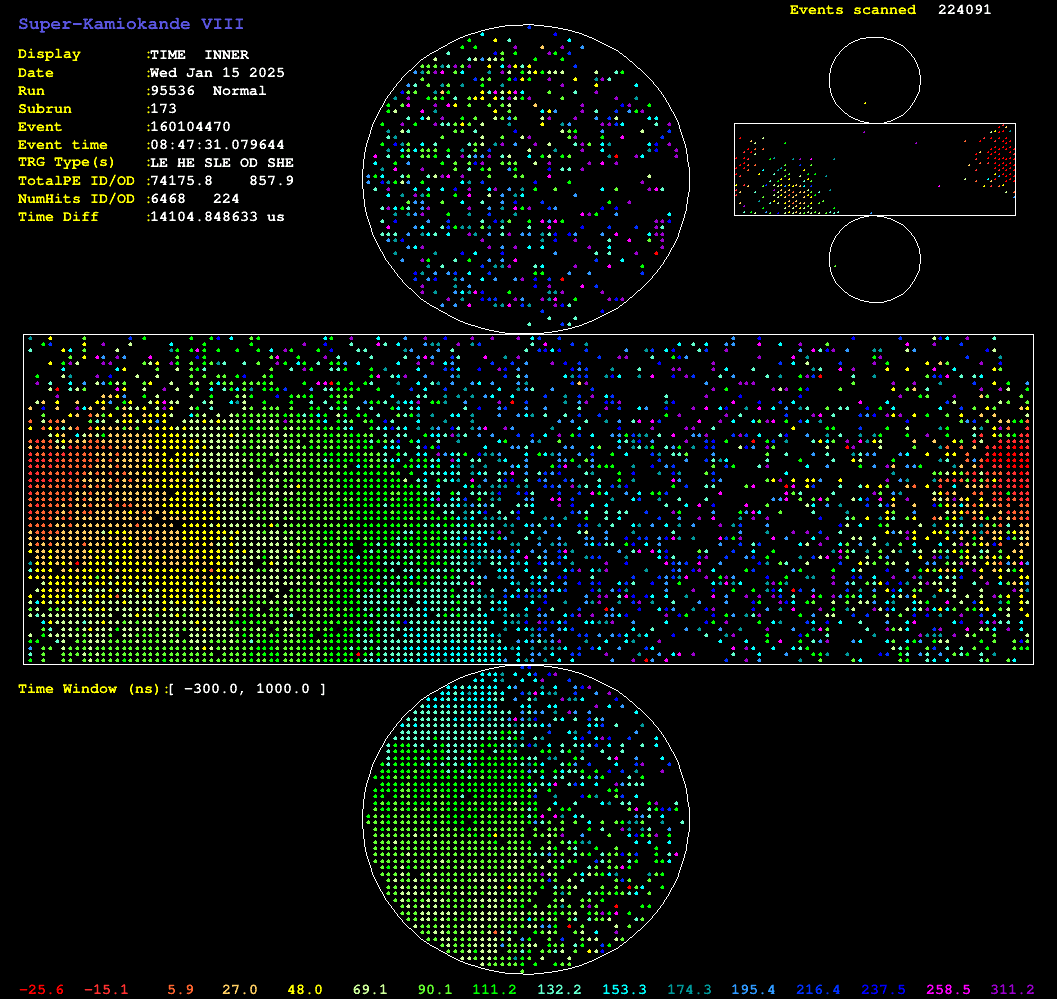 Super-Kamiokande VIII
Events scanned 224091
Display :TIME INNER
Date :Wed Jan 15 2025
Run :95536 Normal
Subrun :173
Event :160104470
Event time :08:47:31.079644
TRG Type(s) :LE HE SLE OD SHE
TotalPE ID/OD :74175.8 857.9
NumHits ID/OD :6468 224
Time Diff :14104.848633 us
Time Window (ns):[ -300.0, 1000.0 ]
-25.6 -15.1 5.9 27.0 48.0 69.1 90.1 111.2 132.2 153.3 174.3 195.4 216.4 237.5 258.5 311.2